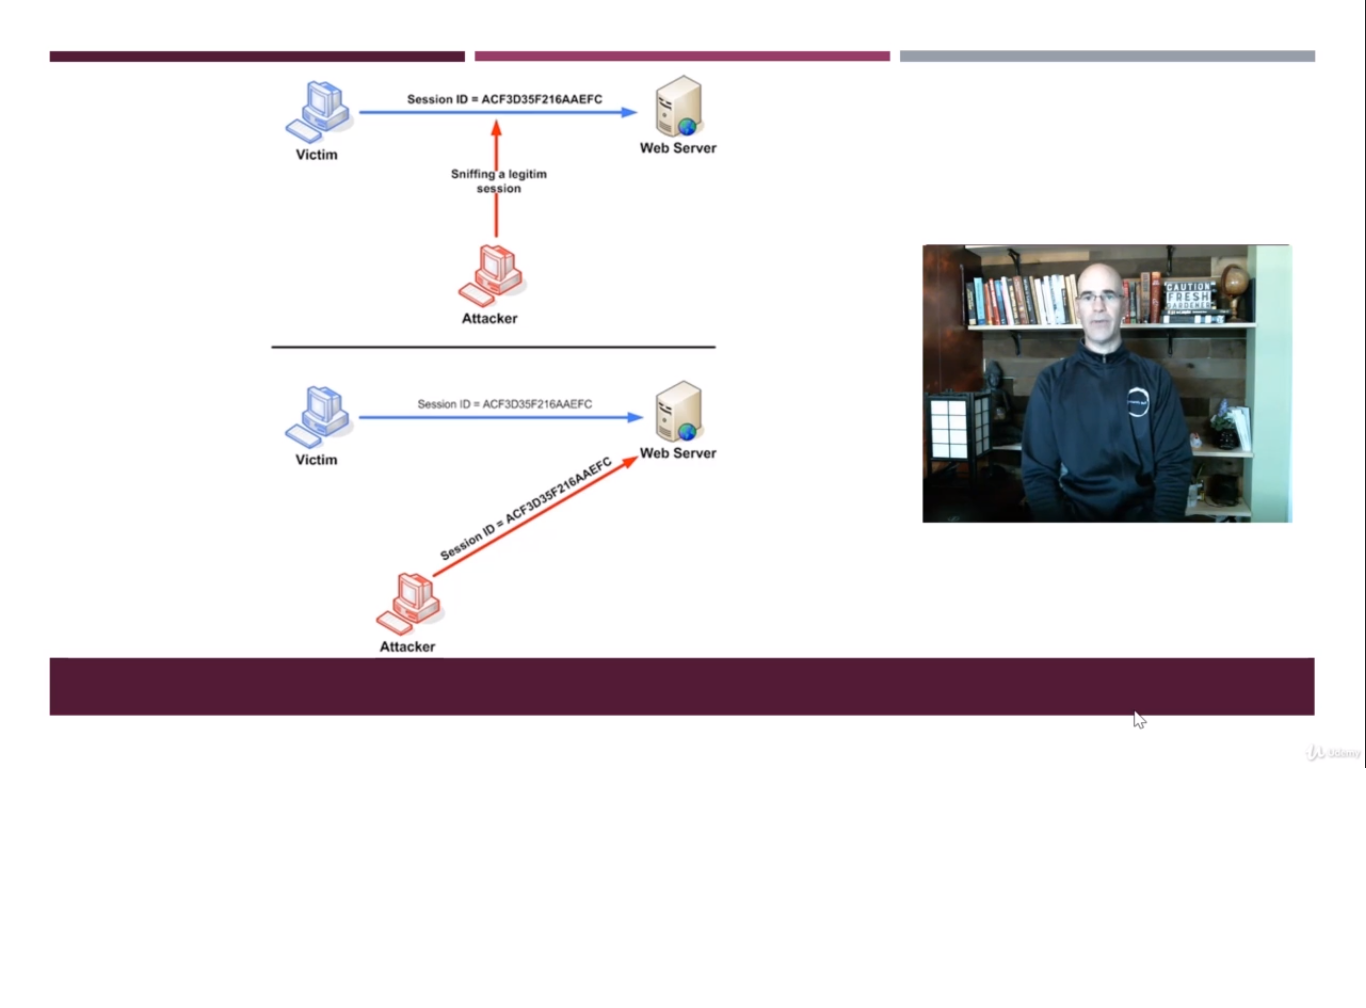 Session ID = ACF3D35F216AAEFC
Victim
Web Server
Sniffing a legitim
session
Attacker
Session ID = ACF3D35F216AAEFC
Victim
Web Server
Session ID = ACF3D35F216AAEFC
Attacker
CAUTION
FRESH
GARDENER
Udemy